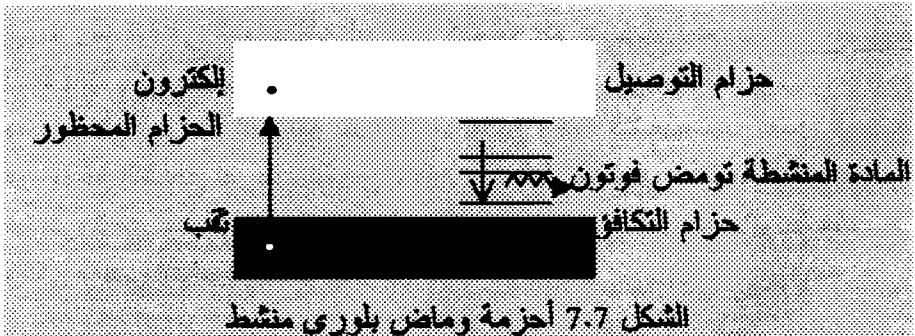 حزام التوصيل
إلكترون
الحزام المحظور
المادة المنشطة تومض فوتون
حزام التكافؤ
ثقب
الشكل 7.7 أحزمة وماض بلوري منشط